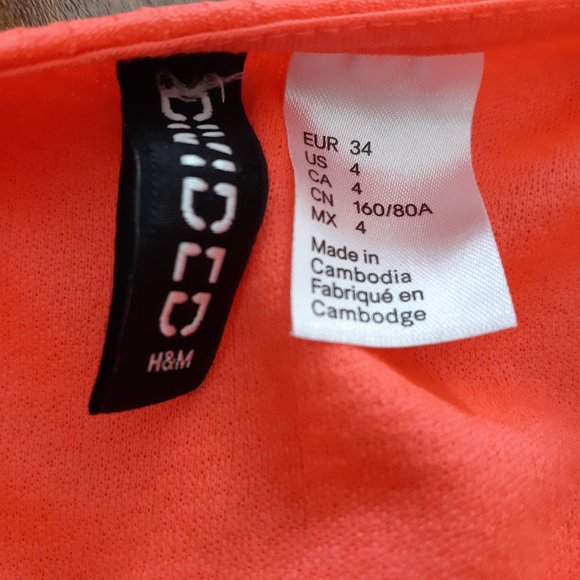 DIVIDED
H&M
EUR 34
US 4
CA 4
CN 160/80A
MX 4
Made in
Cambodia
Fabriqué en
Cambodge